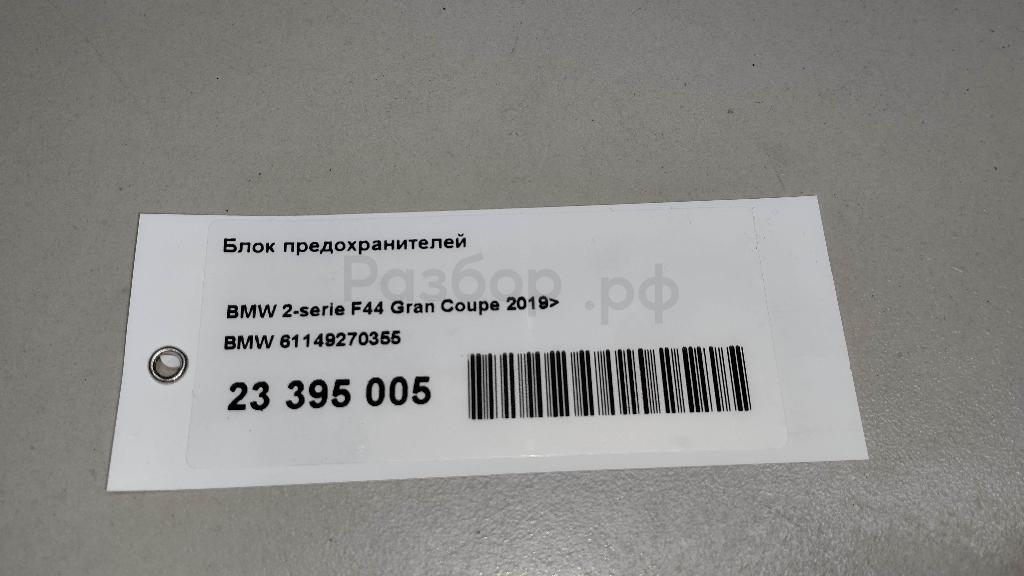 Блок предохранителей
Разбор.рф
BMW 2-serie F44 Gran Coupe 2019>
BMW 61149270355
23 395 005